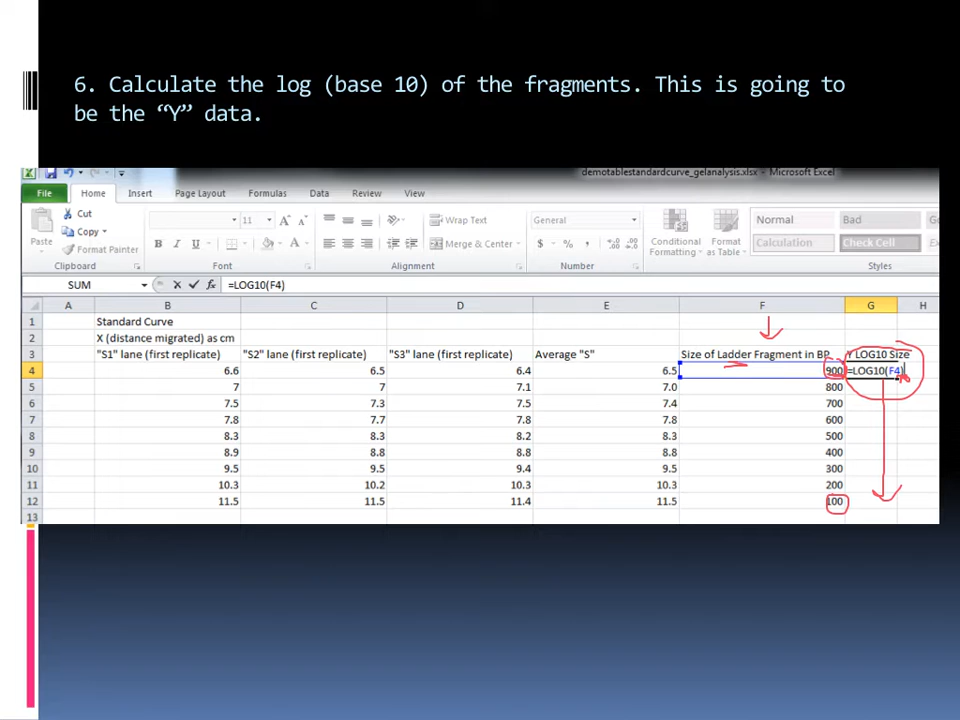 6. Calculate the log (base 10) of the fragments. This is going to
be the “Y” data.
demotablestandardcurve_gelanalysis.xlsx - Microsoft Excel
File Home Insert Page Layout Formulas Data Review View
Cut
Copy
Format Painter
Paste
11
Wrap Text
Merge & Center
General
Conditional Formatting
Format as Table
Normal Bad
Calculation Check Cell
Clipboard Font Alignment Number Styles
SUM =LOG10(F4)
A B C D E F G H
1 Standard Curve
2 X (distance migrated) as cm
3 "S1" lane (first replicate) "S2" lane (first replicate) "S3" lane (first replicate) Average "S" Size of Ladder Fragment in BP Y LOG10 Size
4 6.6 6.5 6.4 6.5 900 =LOG10(F4)
5 7 7 7.1 7.0 800
6 7.5 7.3 7.5 7.4 700
7 7.8 7.7 7.8 7.8 600
8 8.3 8.3 8.2 8.3 500
9 8.9 8.8 8.8 8.8 400
10 9.5 9.5 9.4 9.5 300
11 10.3 10.2 10.3 10.3 200
12 11.5 11.5 11.4 11.5 100
13